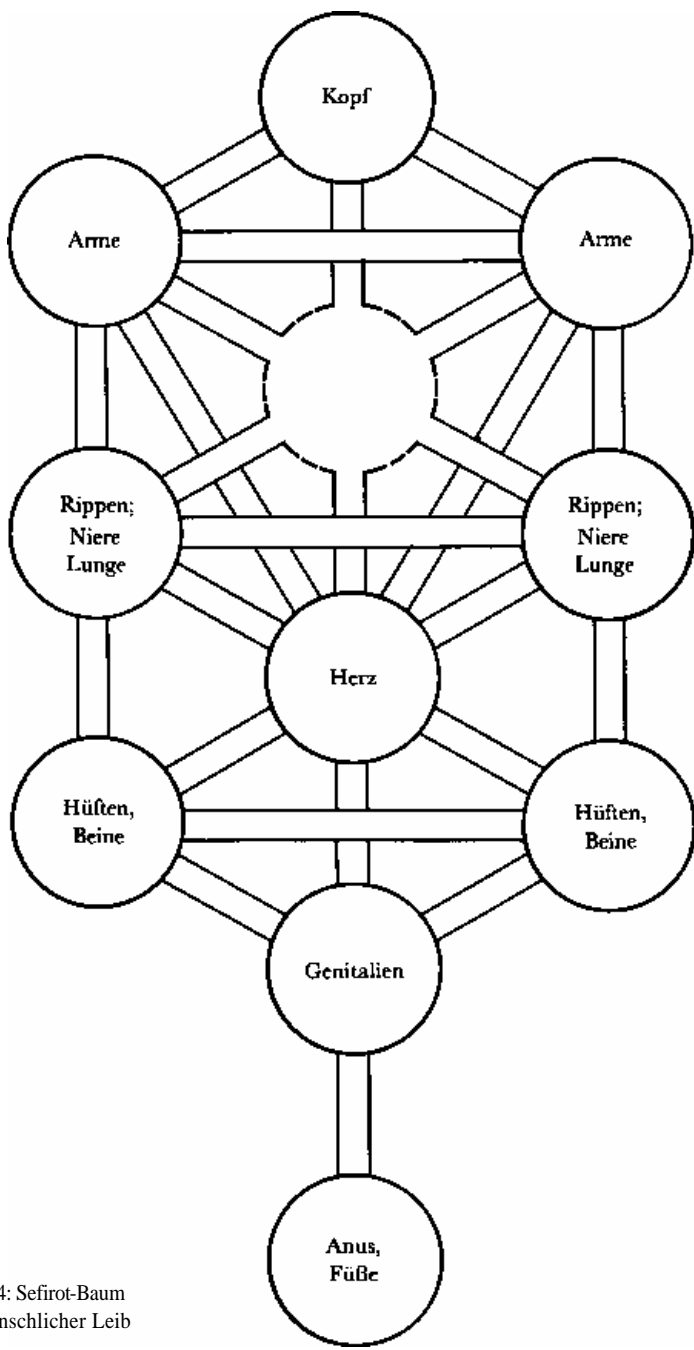 Kopf
Arme
Arme
Rippen;
Niere
Lunge
Rippen;
Niere
Lunge
Herz
Hüften,
Beine
Hüften,
Beine
Genitalien
Anus,
Füße
4: Sefirot-Baum
nschlicher Leib